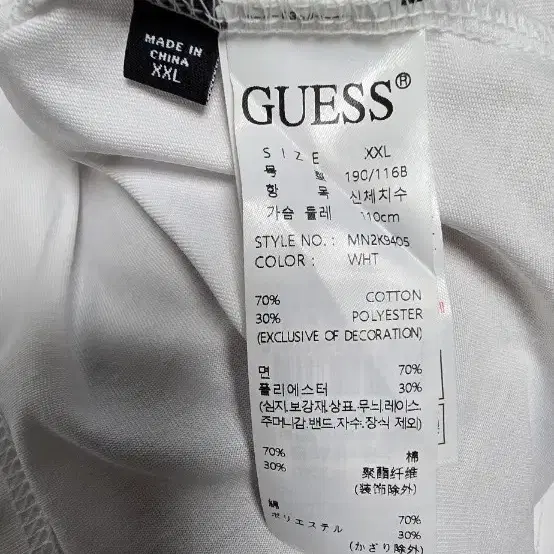 MADE IN
CHINA
XXL
GUESS®
SIZE XXL
호 칭 190/116B
항 목 신체치수
가슴 둘레 110cm
STYLE NO. : MN2K9405
COLOR : WHT
70% COTTON
30% POLYESTER
(EXCLUSIVE OF DECORATION)
면 70%
폴리에스터 30%
(심지,보강재,상표,무늬,레이스,
주머니감,밴드,자수,장식 제외)
70% 棉
30% 聚酯纤维
(装饰除外)
綿 70%
ポリエステル 30%
(かざり除外)